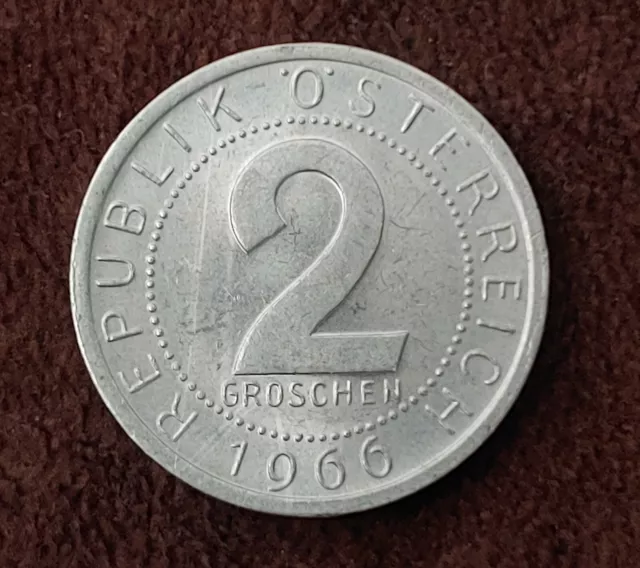 REPUBLIK ÖSTERREICH
2
GROSCHEN
1966